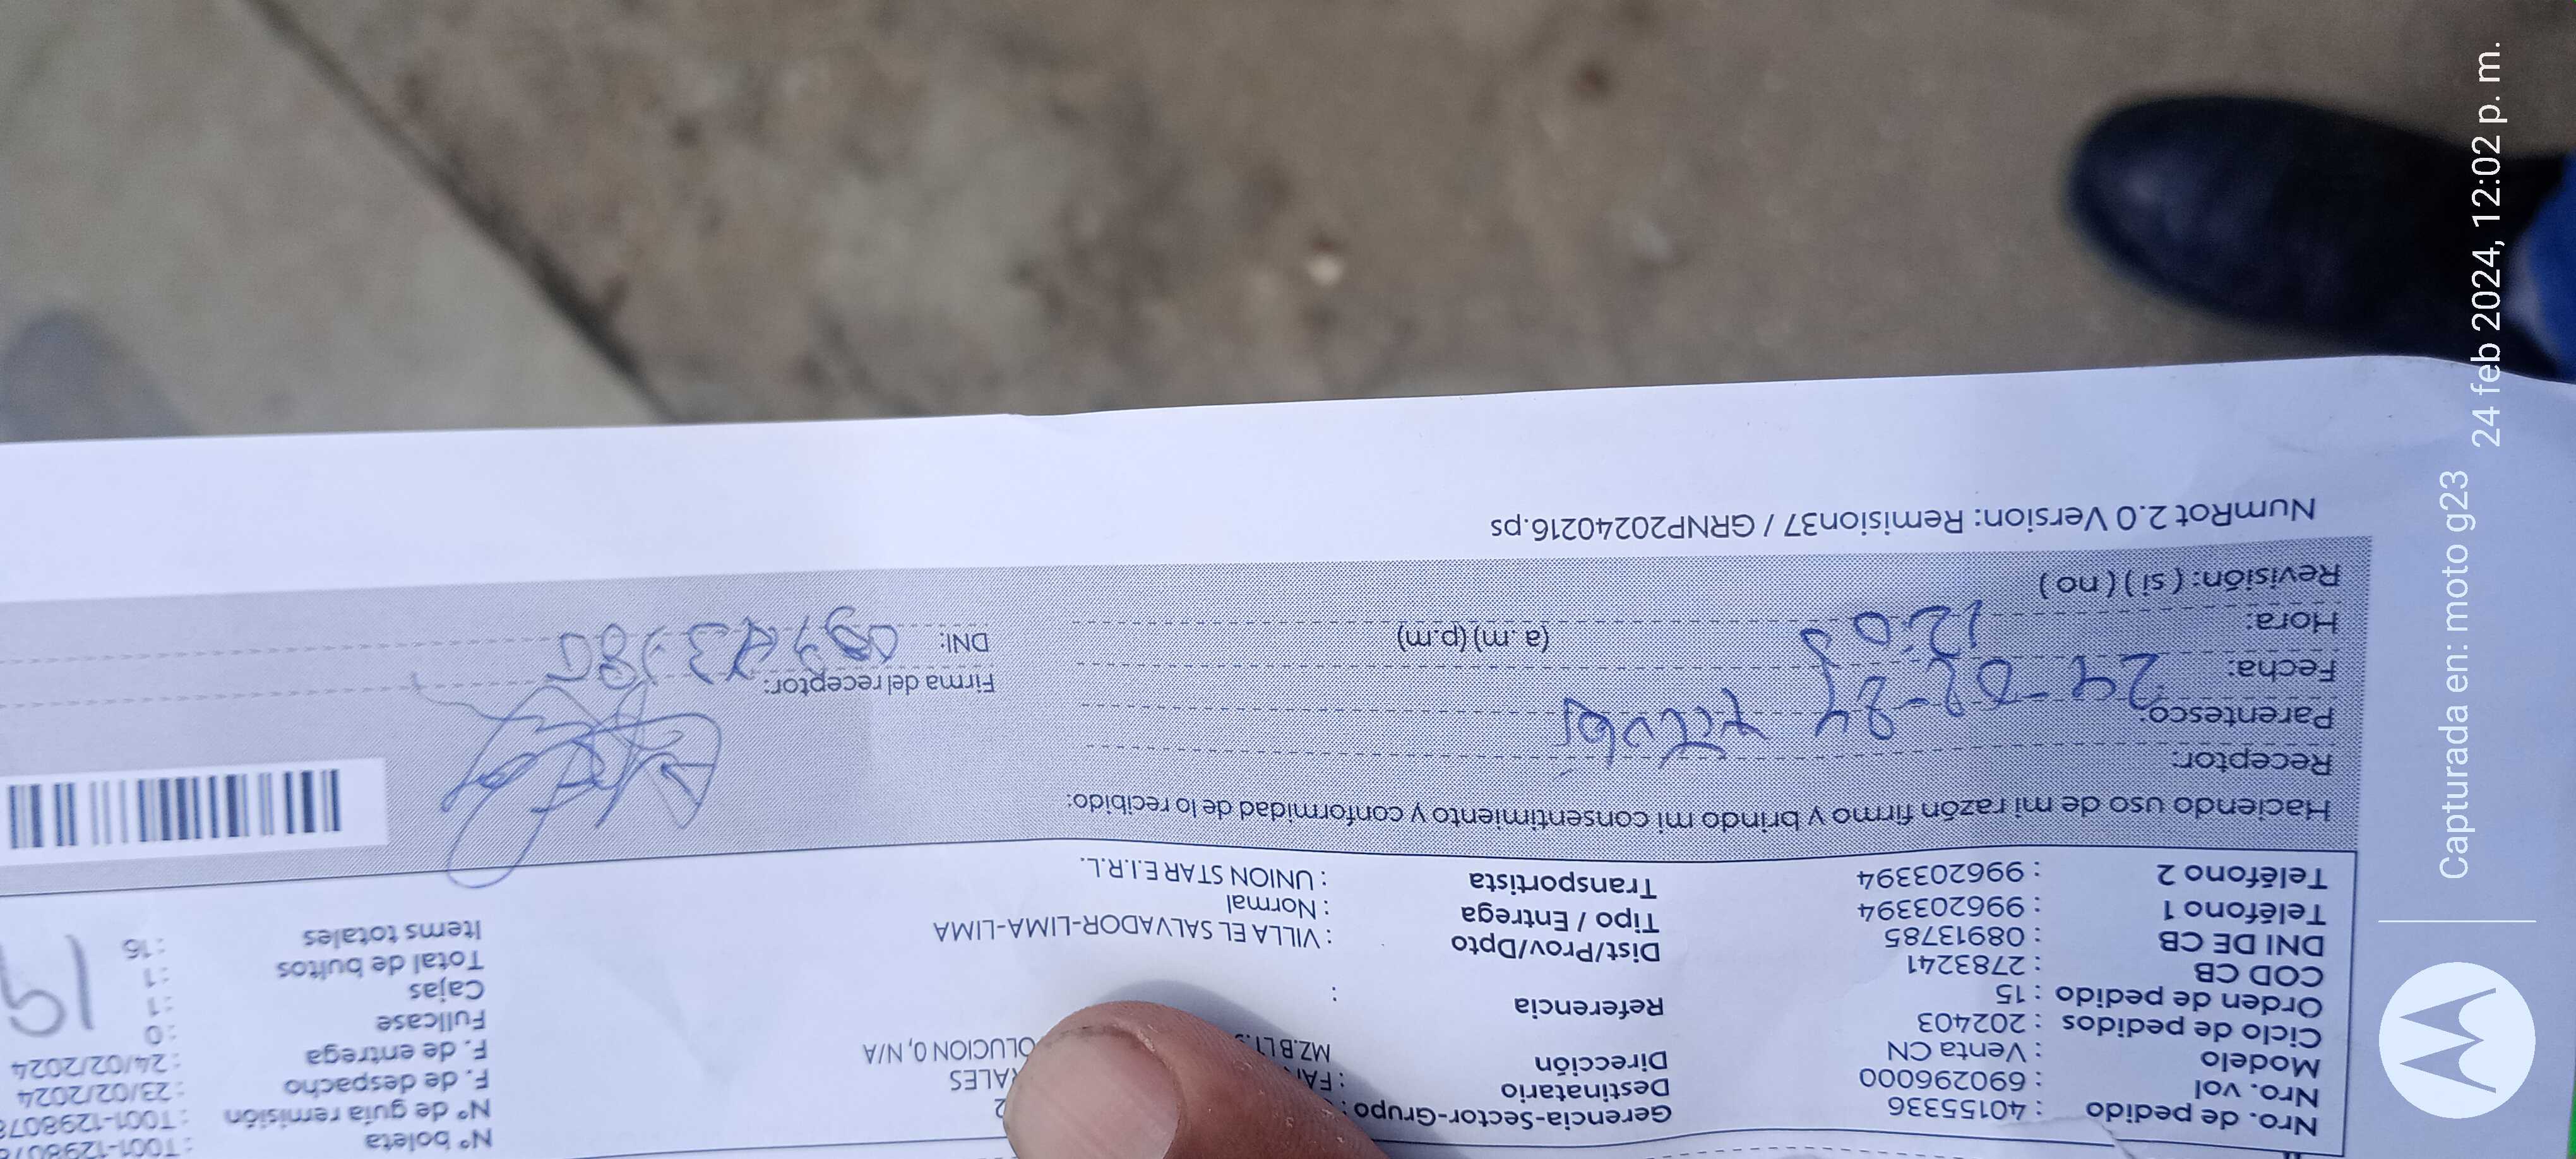 Nº boleta : T001-1298078
Nº de guía remisión : T001-1298078
F. de despacho : 23/02/2024
F. de entrega : 24/02/2024
Fullcase : 0
Cajas : 1
Total de bultos : 1
Items totales : 16
19
Nro. de pedido : 40155336
Nro. vol : 690296000
Modelo : Venta CN
Ciclo de pedidos : 202403
Orden de pedido : 15
COD CB : 2783241
DNI DE CB : 08913785
Teléfono 1 : 996203394
Teléfono 2 : 996203394
Gerencia-Sector-Grupo :
Destinatario :
Dirección
Referencia :
Dist/Prov/Dpto : VILLA EL SALVADOR-LIMA-LIMA
Tipo / Entrega : Normal
Transportista : UNION STAR E.I.R.L.
Haciendo uso de mi razón firmo y brindo mi consentimiento y conformidad de lo recibido:
Receptor:
Parentesco:
Fecha: 24-02-24
Hora: 12:03 (a.m) (p.m)
Revisión: ( si ) ( no )
Firma del receptor:
DNI:
NumRot 2.0 Version: Remision37 / GRNP20240216.ps
Capturada en: moto g23
24 feb 2024, 12:02 p. m.